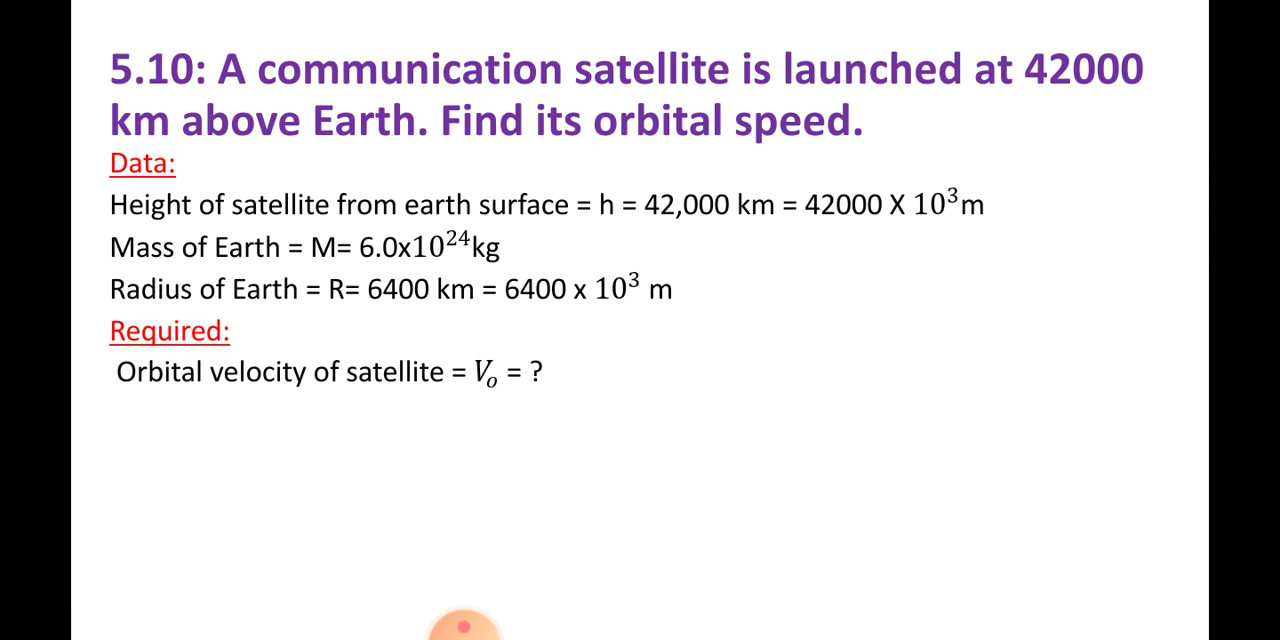 5.10: A communication satellite is launched at 42000
km above Earth. Find its orbital speed.
Data:
Height of satellite from earth surface = h = 42,000 km = 42000 X 10³m
Mass of Earth = M= 6.0x10²⁴kg
Radius of Earth = R= 6400 km = 6400 x 10³ m
Required:
Orbital velocity of satellite = Vₒ = ?